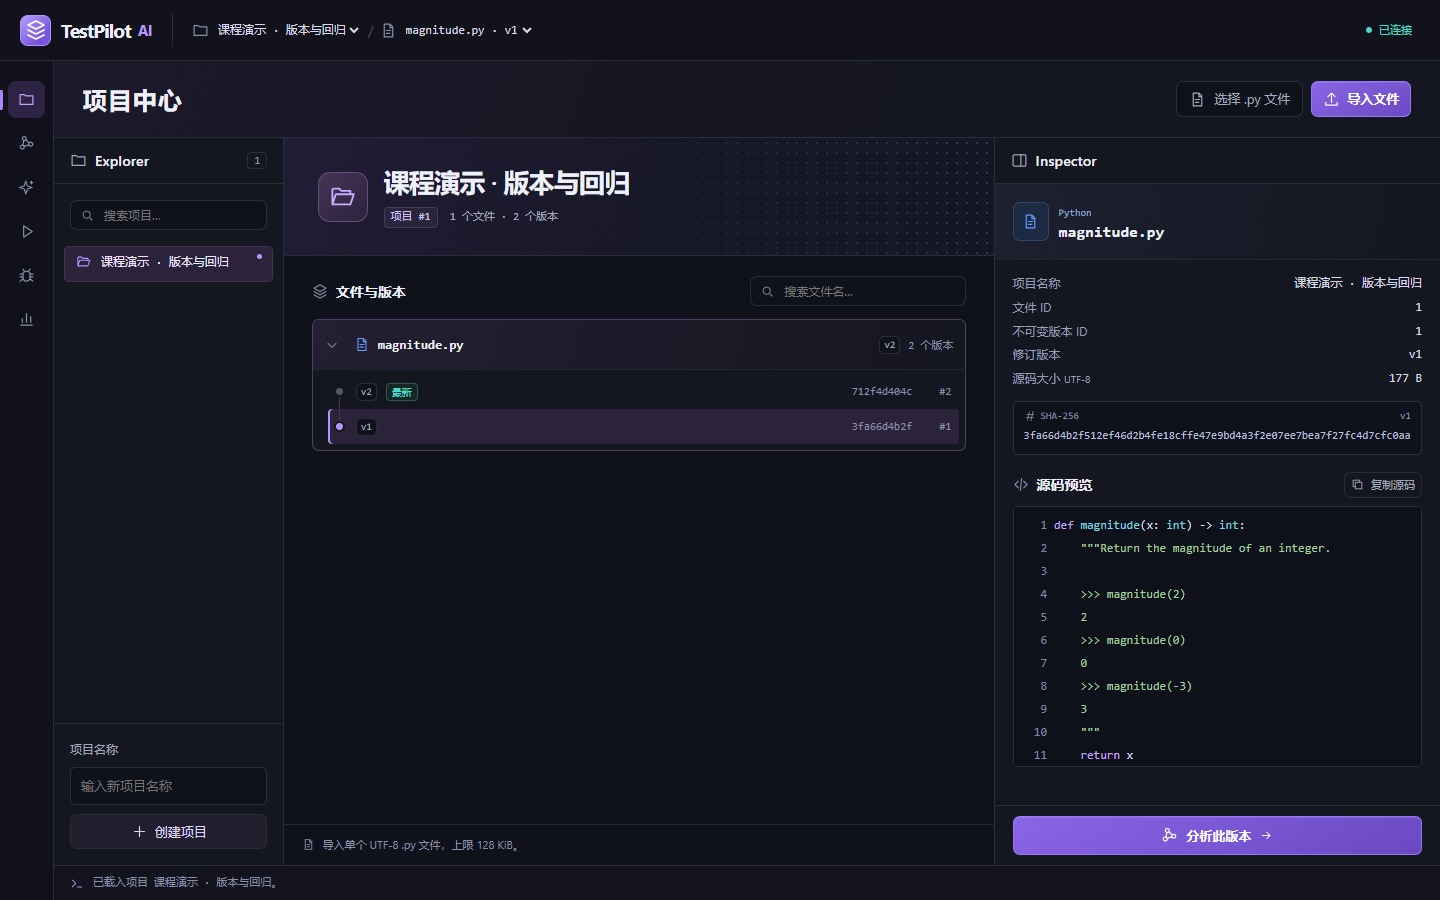 TestPilot AI
课程演示 · 版本与回归 / magnitude.py · v1
已连接
项目中心
选择 .py 文件
导入文件
Explorer 1
搜索项目...
课程演示 · 版本与回归
项目名称
输入新项目名称
创建项目
课程演示 · 版本与回归
项目 #1 1 个文件 · 2 个版本
文件与版本
搜索文件名...
magnitude.py v2 2 个版本
v2 最新 712f4d404c #2
v1 3fa66d4b2f #1
导入单个 UTF-8 .py 文件，上限 128 KiB。
Inspector
Python
magnitude.py
项目名称 课程演示 · 版本与回归
文件 ID 1
不可变版本 ID 1
修订版本 v1
源码大小 UTF-8 177 B
# SHA-256 v1
3fa66d4b2f512ef46d2b4fe18cffe47e9bd4a3f2e07ee7bea7f27fc4d7cfc0aa
源码预览 复制源码
1 def magnitude(x: int) -> int:
2 """Return the magnitude of an integer.
3
4 >>> magnitude(2)
5 2
6 >>> magnitude(0)
7 0
8 >>> magnitude(-3)
9 3
10 """
11 return x
分析此版本 →
已载入项目 课程演示 · 版本与回归。